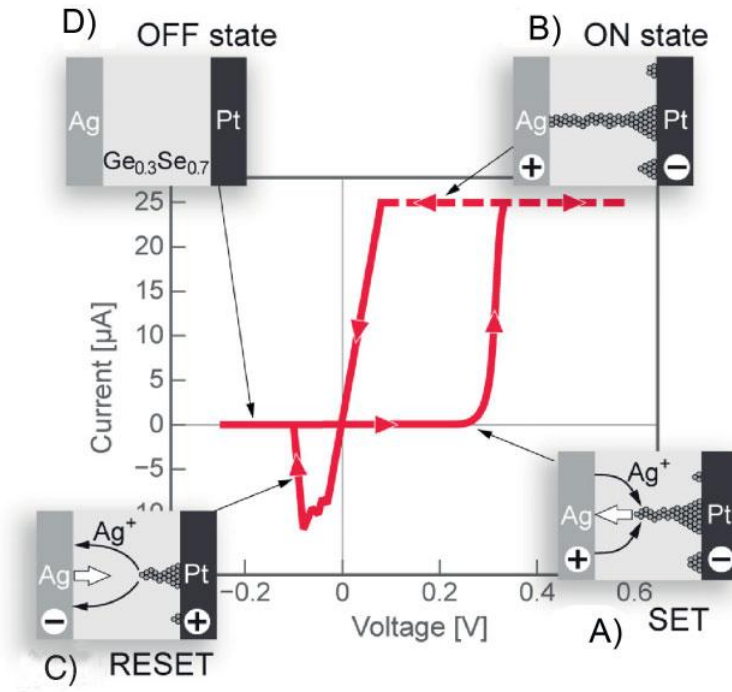 D)
OFF state
B)
ON state
Ag
Pt
Ge0.3Se0.7
Ag
Pt
+
−
25
20
15
10
5
0
−5
10
Current [µA]
Ag+
Ag
Pt
+
−
Ag+
Ag
Pt
−
+
−0.2
0
0.2
0.4
0.6
Voltage [V]
A)
SET
C)
RESET